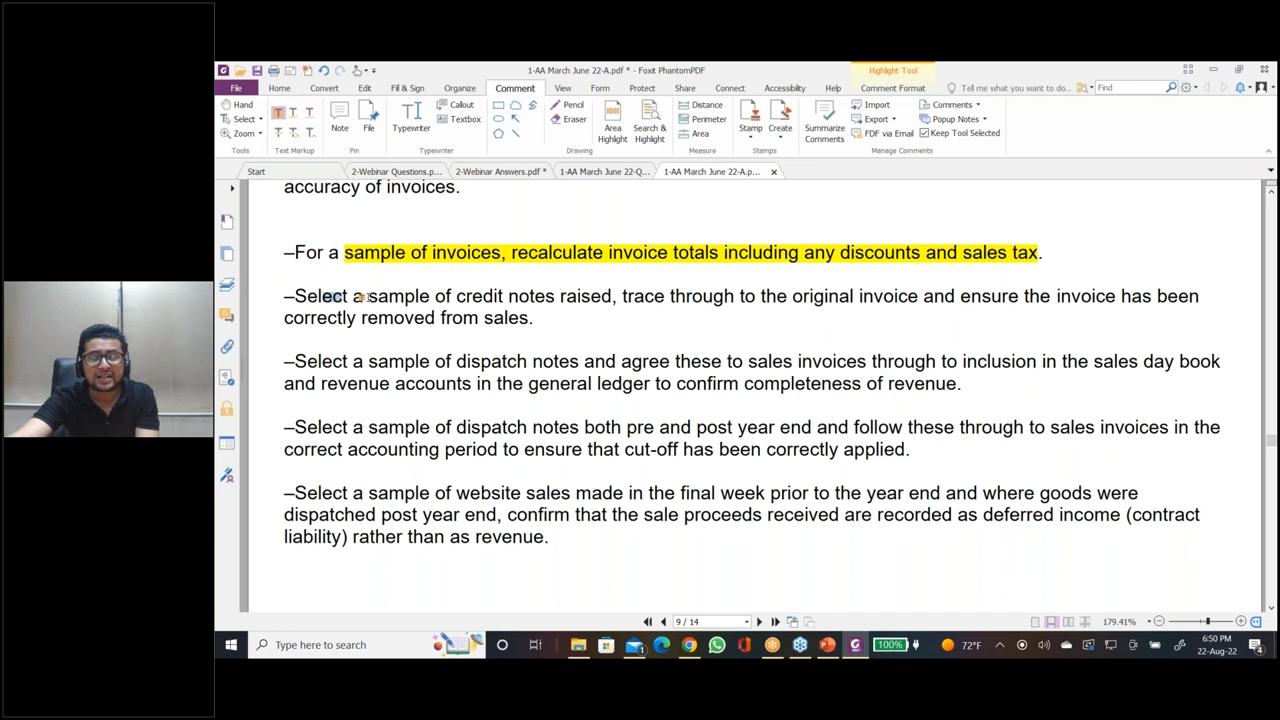 1-AA March June 22-A.pdf * - Foxit PhantomPDF
Highlight Tool
File
Home
Convert
Edit
Fill & Sign
Organize
Comment
View
Form
Protect
Share
Connect
Accessibility
Help
Comment Format
Tell me what you want to do...
Find
Hand
Select
Zoom
Tools
T T T
T T T
Text Markup
Note
File
Pin
Typewriter
Callout
Textbox
Typewriter
Pencil
Eraser
Drawing
Area Highlight
Search & Highlight
Distance
Perimeter
Area
Measure
Stamp
Create
Stamps
Summarize Comments
Import
Export
FDF via Email
Comments
Popup Notes
Keep Tool Selected
Manage Comments
Start
2-Webinar Questions.p...
2-Webinar Answers.pdf *
1-AA March June 22-Q...
1-AA March June 22-A.p...
accuracy of invoices.
–For a sample of invoices, recalculate invoice totals including any discounts and sales tax.
–Select a sample of credit notes raised, trace through to the original invoice and ensure the invoice has been
correctly removed from sales.
–Select a sample of dispatch notes and agree these to sales invoices through to inclusion in the sales day book
and revenue accounts in the general ledger to confirm completeness of revenue.
–Select a sample of dispatch notes both pre and post year end and follow these through to sales invoices in the
correct accounting period to ensure that cut-off has been correctly applied.
–Select a sample of website sales made in the final week prior to the year end and where goods were
dispatched post year end, confirm that the sale proceeds received are recorded as deferred income (contract
liability) rather than as revenue.
9 / 14
179.41%
Type here to search
100%
72°F
6:50 PM
22-Aug-22